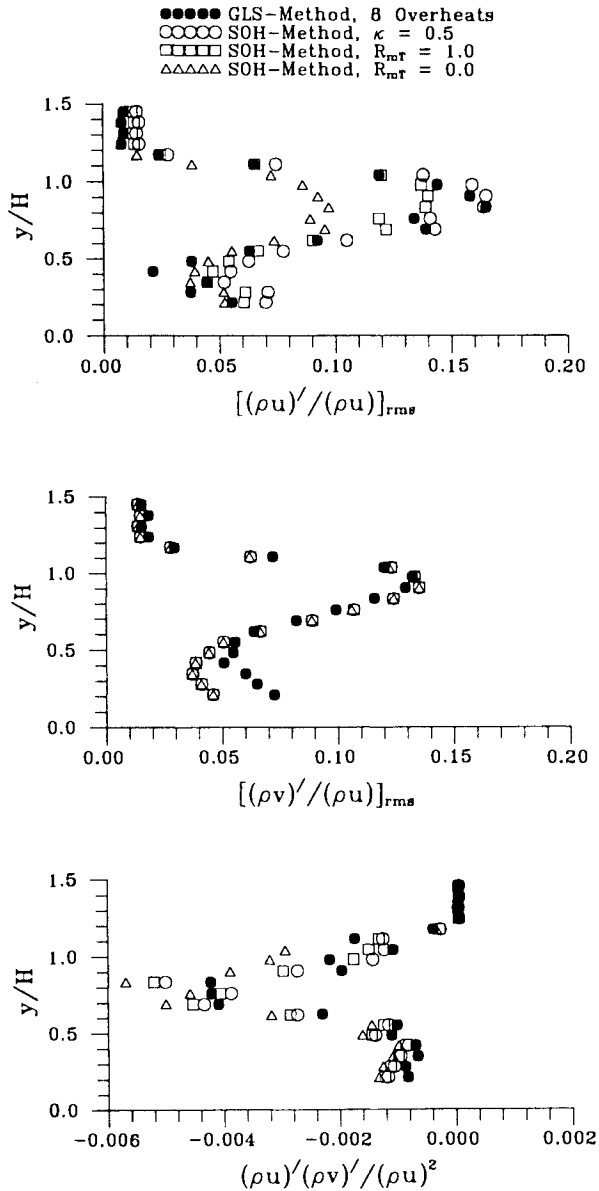 GLS-Method, 8 Overheats
SOH-Method, κ = 0.5
SOH-Method, R_mT = 1.0
SOH-Method, R_mT = 0.0
1.5
1.0
0.5
0.0
y/H
0.00 0.05 0.10 0.15 0.20
[(ρu)′/(ρu)]rms
1.5
1.0
0.5
0.0
y/H
0.00 0.05 0.10 0.15 0.20
[(ρv)′/(ρu)]rms
1.5
1.0
0.5
0.0
y/H
−0.006 −0.004 −0.002 0.000 0.002
(ρu)′(ρv)′/(ρu)²